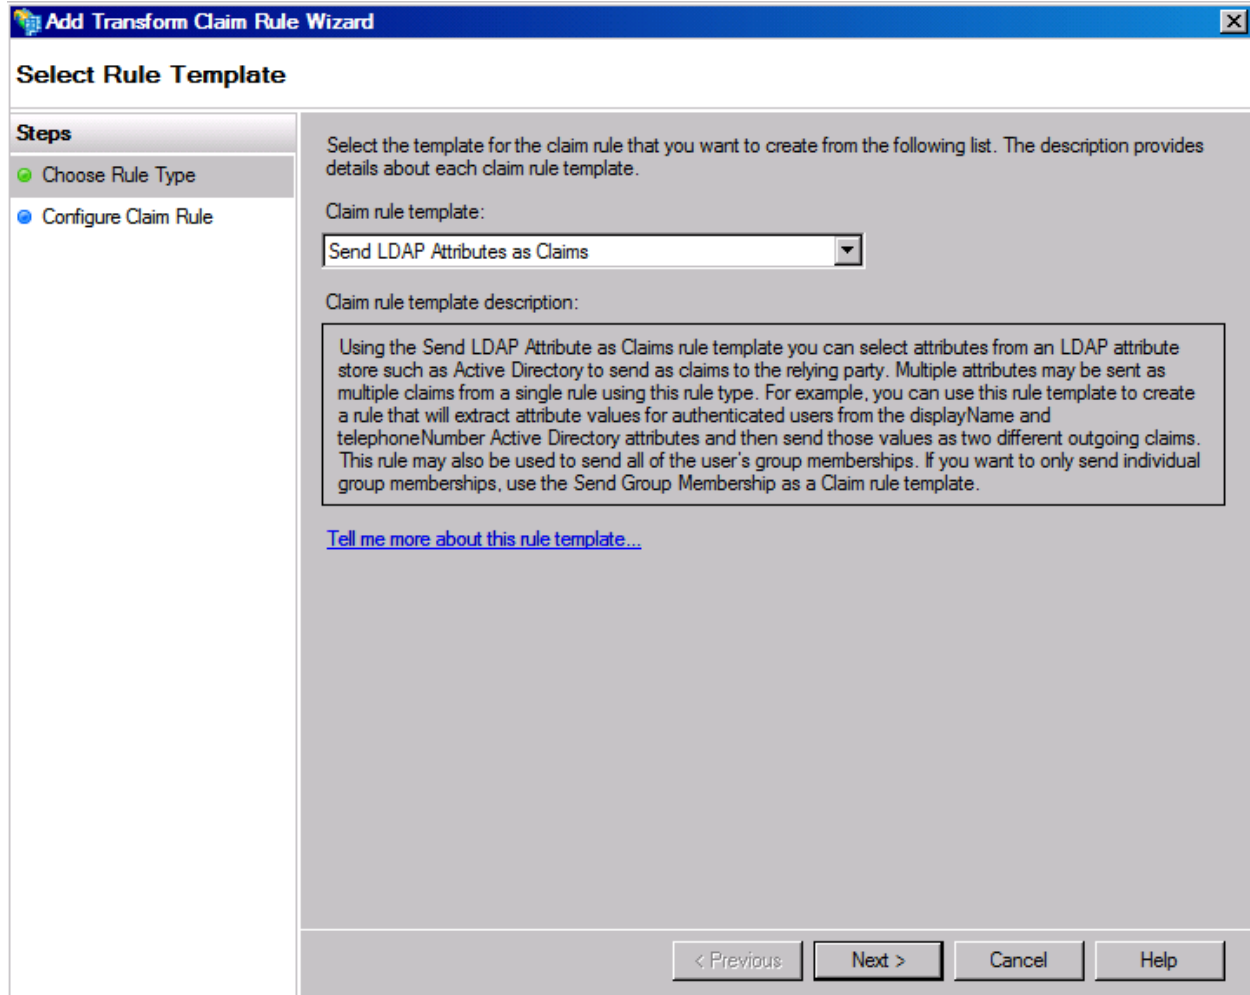 Add Transform Claim Rule Wizard
Select Rule Template
Steps
Choose Rule Type
Configure Claim Rule
Select the template for the claim rule that you want to create from the following list. The description provides
details about each claim rule template.
Claim rule template:
Send LDAP Attributes as Claims
Claim rule template description:
Using the Send LDAP Attribute as Claims rule template you can select attributes from an LDAP attribute
store such as Active Directory to send as claims to the relying party. Multiple attributes may be sent as
multiple claims from a single rule using this rule type. For example, you can use this rule template to create
a rule that will extract attribute values for authenticated users from the displayName and
telephoneNumber Active Directory attributes and then send those values as two different outgoing claims.
This rule may also be used to send all of the user's group memberships. If you want to only send individual
group memberships, use the Send Group Membership as a Claim rule template.
Tell me more about this rule template...
< Previous
Next >
Cancel
Help